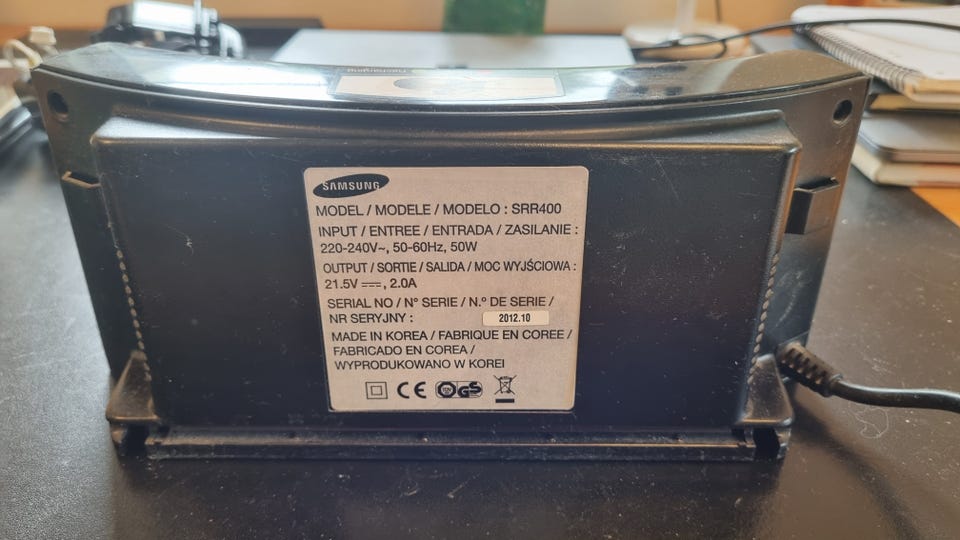 Recharging
SAMSUNG
MODEL / MODELE / MODELO : SRR400
INPUT / ENTREE / ENTRADA / ZASILANIE :
220-240V~, 50-60Hz, 50W
OUTPUT / SORTIE / SALIDA / MOC WYJŚCIOWA :
21.5V ⎓, 2.0A
SERIAL NO / N° SERIE / N.º DE SERIE /
NR SERYJNY : 2012.10
MADE IN KOREA / FABRIQUE EN COREE /
FABRICADO EN COREA /
WYPRODUKOWANO W KOREI
CE GS